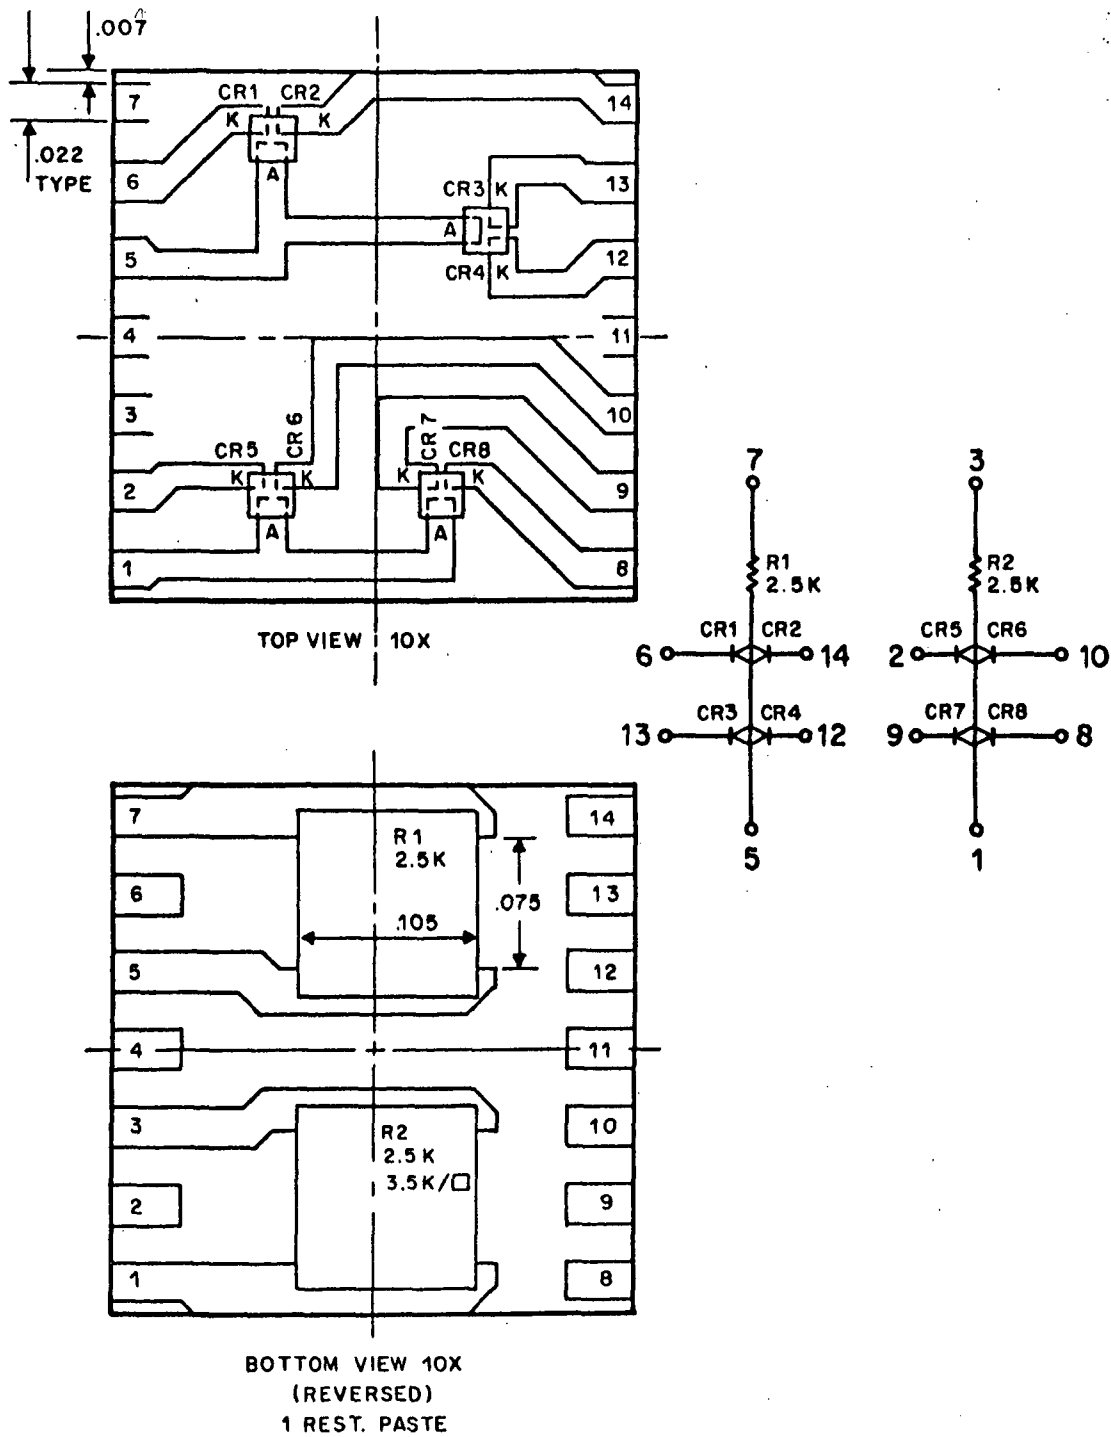 .007
7
CR1 CR2
K K
14
.022
TYPE
6
A
CR3 K
13
5
A
CR4 K
12
4
11
3
CR5
CR6
CR7
CR8
10
2
K K
K K
9
A
A
1
8
TOP VIEW 10X
7
3
R1
2.5K
R2
2.5K
CR1 CR2
CR5 CR6
6
14
2
10
CR3 CR4
CR7 CR8
13
12
9
8
5
1
7
R1
2.5K
14
6
.075
13
.105
5
12
4
11
3
R2
2.5K
3.5K/□
10
2
9
1
8
BOTTOM VIEW 10X
(REVERSED)
1 REST. PASTE